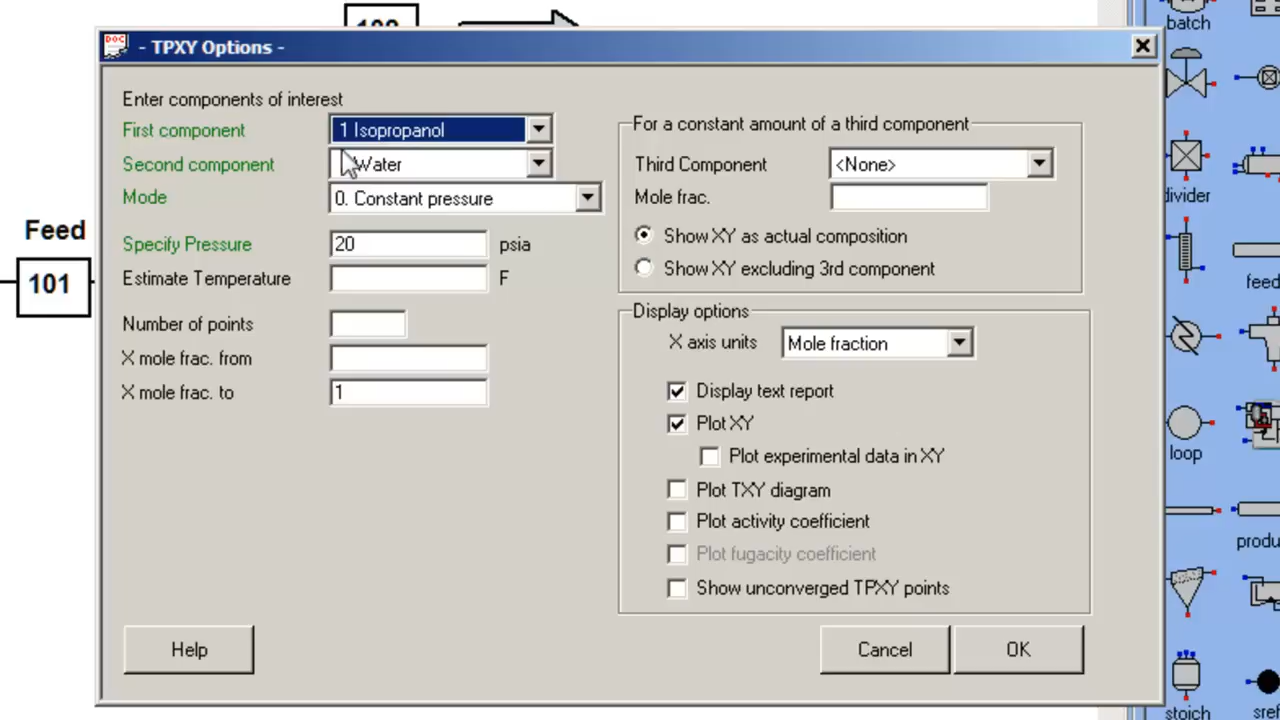 batch
- TPXY Options -
DOC
Enter components of interest
First component
1 Isopropanol
Second component
Water
Mode
0. Constant pressure
Specify Pressure
20
psia
Estimate Temperature
F
Number of points
X mole frac. from
X mole frac. to
1
For a constant amount of a third component
Third Component
<None>
Mole frac.
Show XY as actual composition
Show XY excluding 3rd component
Display options
X axis units
Mole fraction
Display text report
Plot XY
Plot experimental data in XY
Plot TXY diagram
Plot activity coefficient
Plot fugacity coefficient
Show unconverged TPXY points
Help
Cancel
OK
Feed
101
divider
feed
loop
produ
stoich
sref